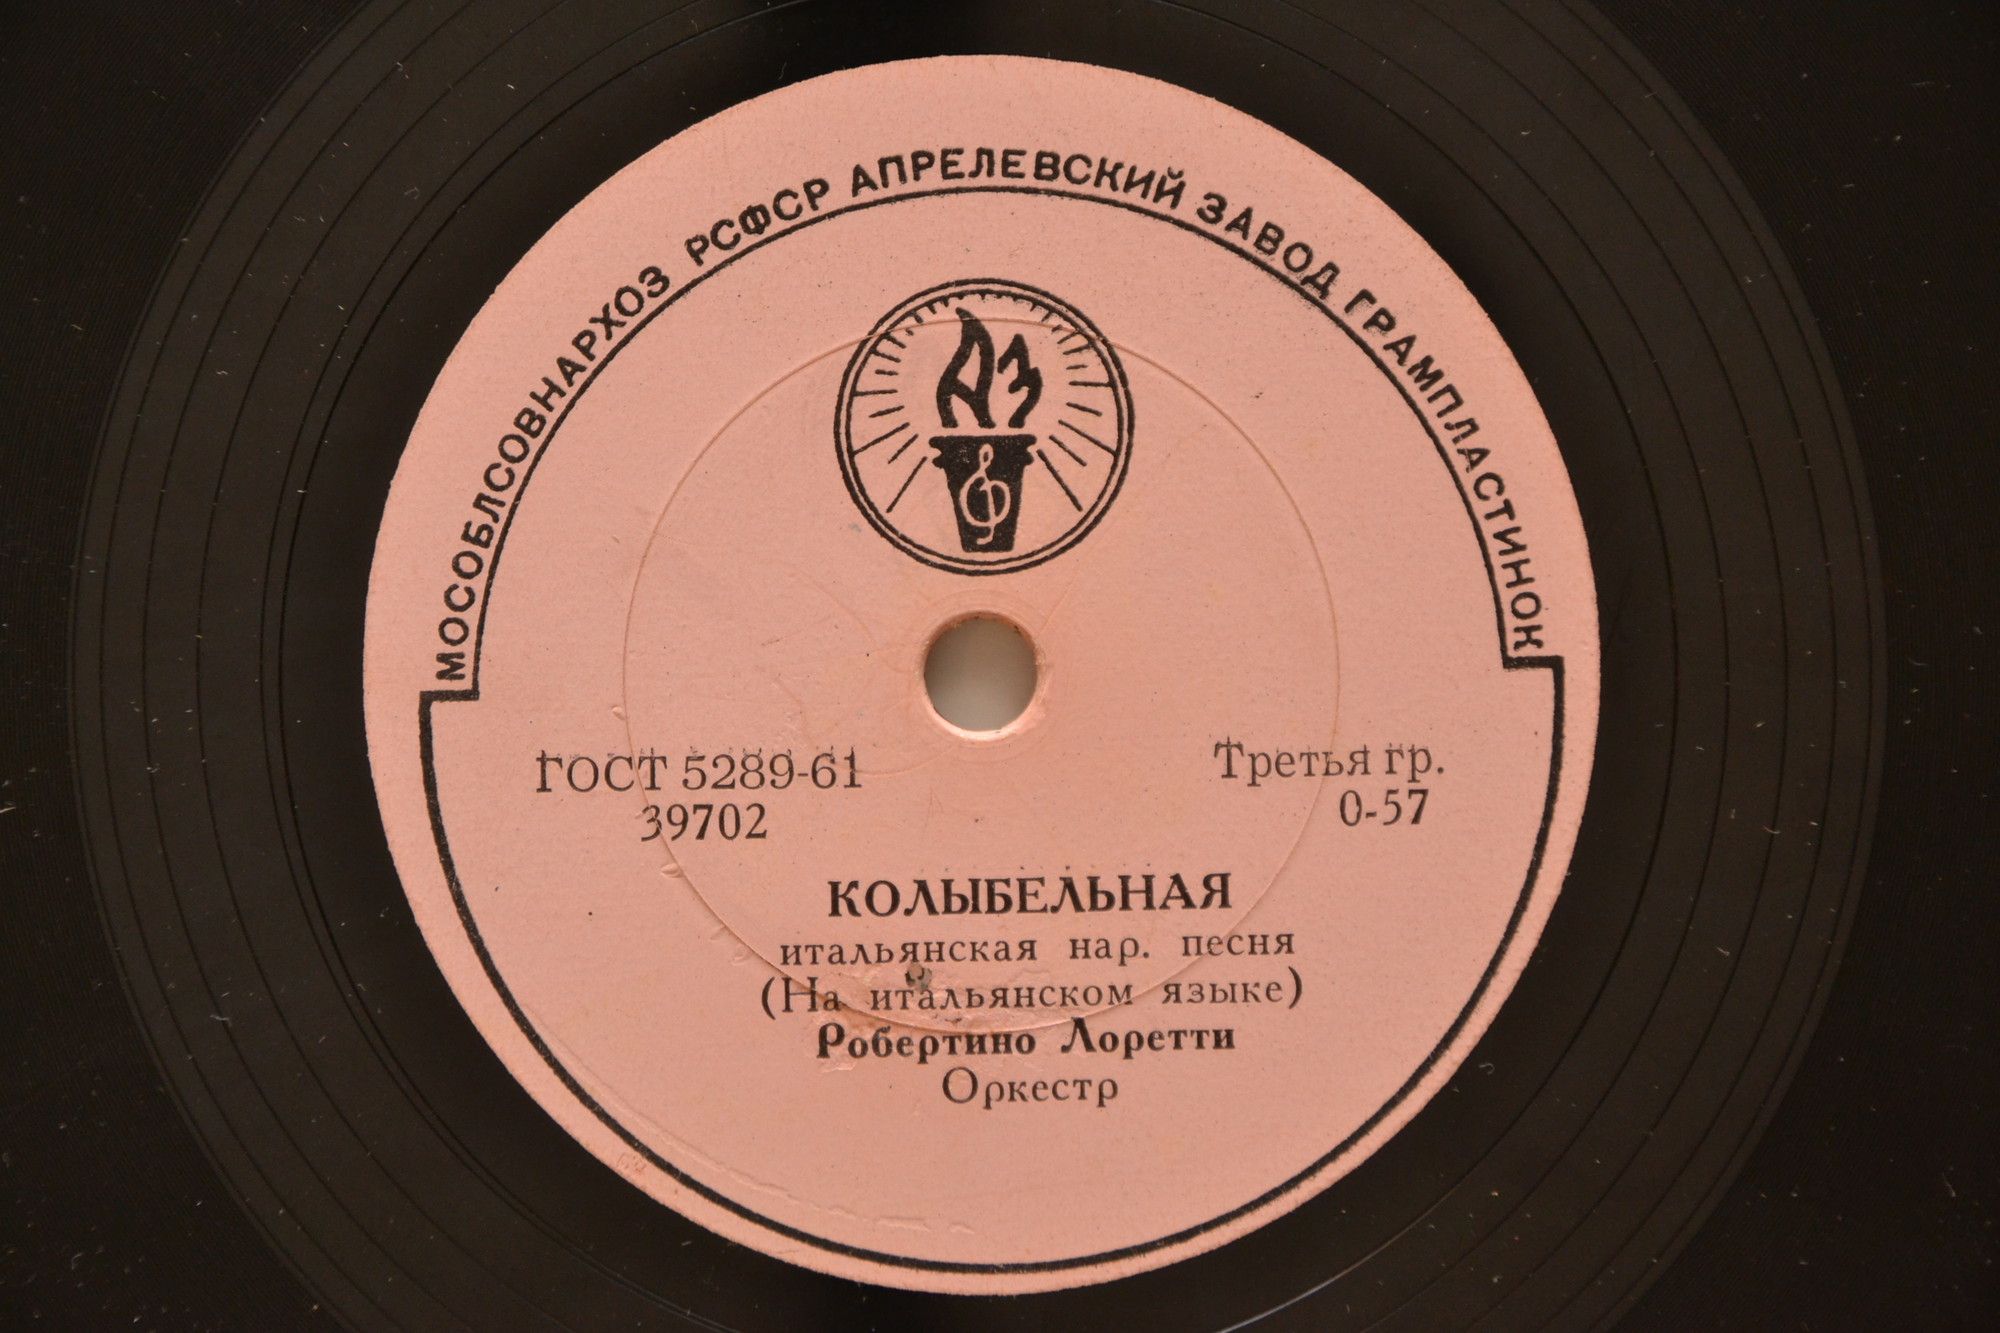 МОСОБЛСОВНАРХОЗ РСФСР АПРЕЛЕВСКИЙ ЗАВОД ГРАМПЛАСТИНОК
АЗ
ГОСТ 5289-61
39702
Третья гр.
0-57
КОЛЫБЕЛЬНАЯ
итальянская нар. песня
(На итальянском языке)
Робертино Лоретти
Оркестр